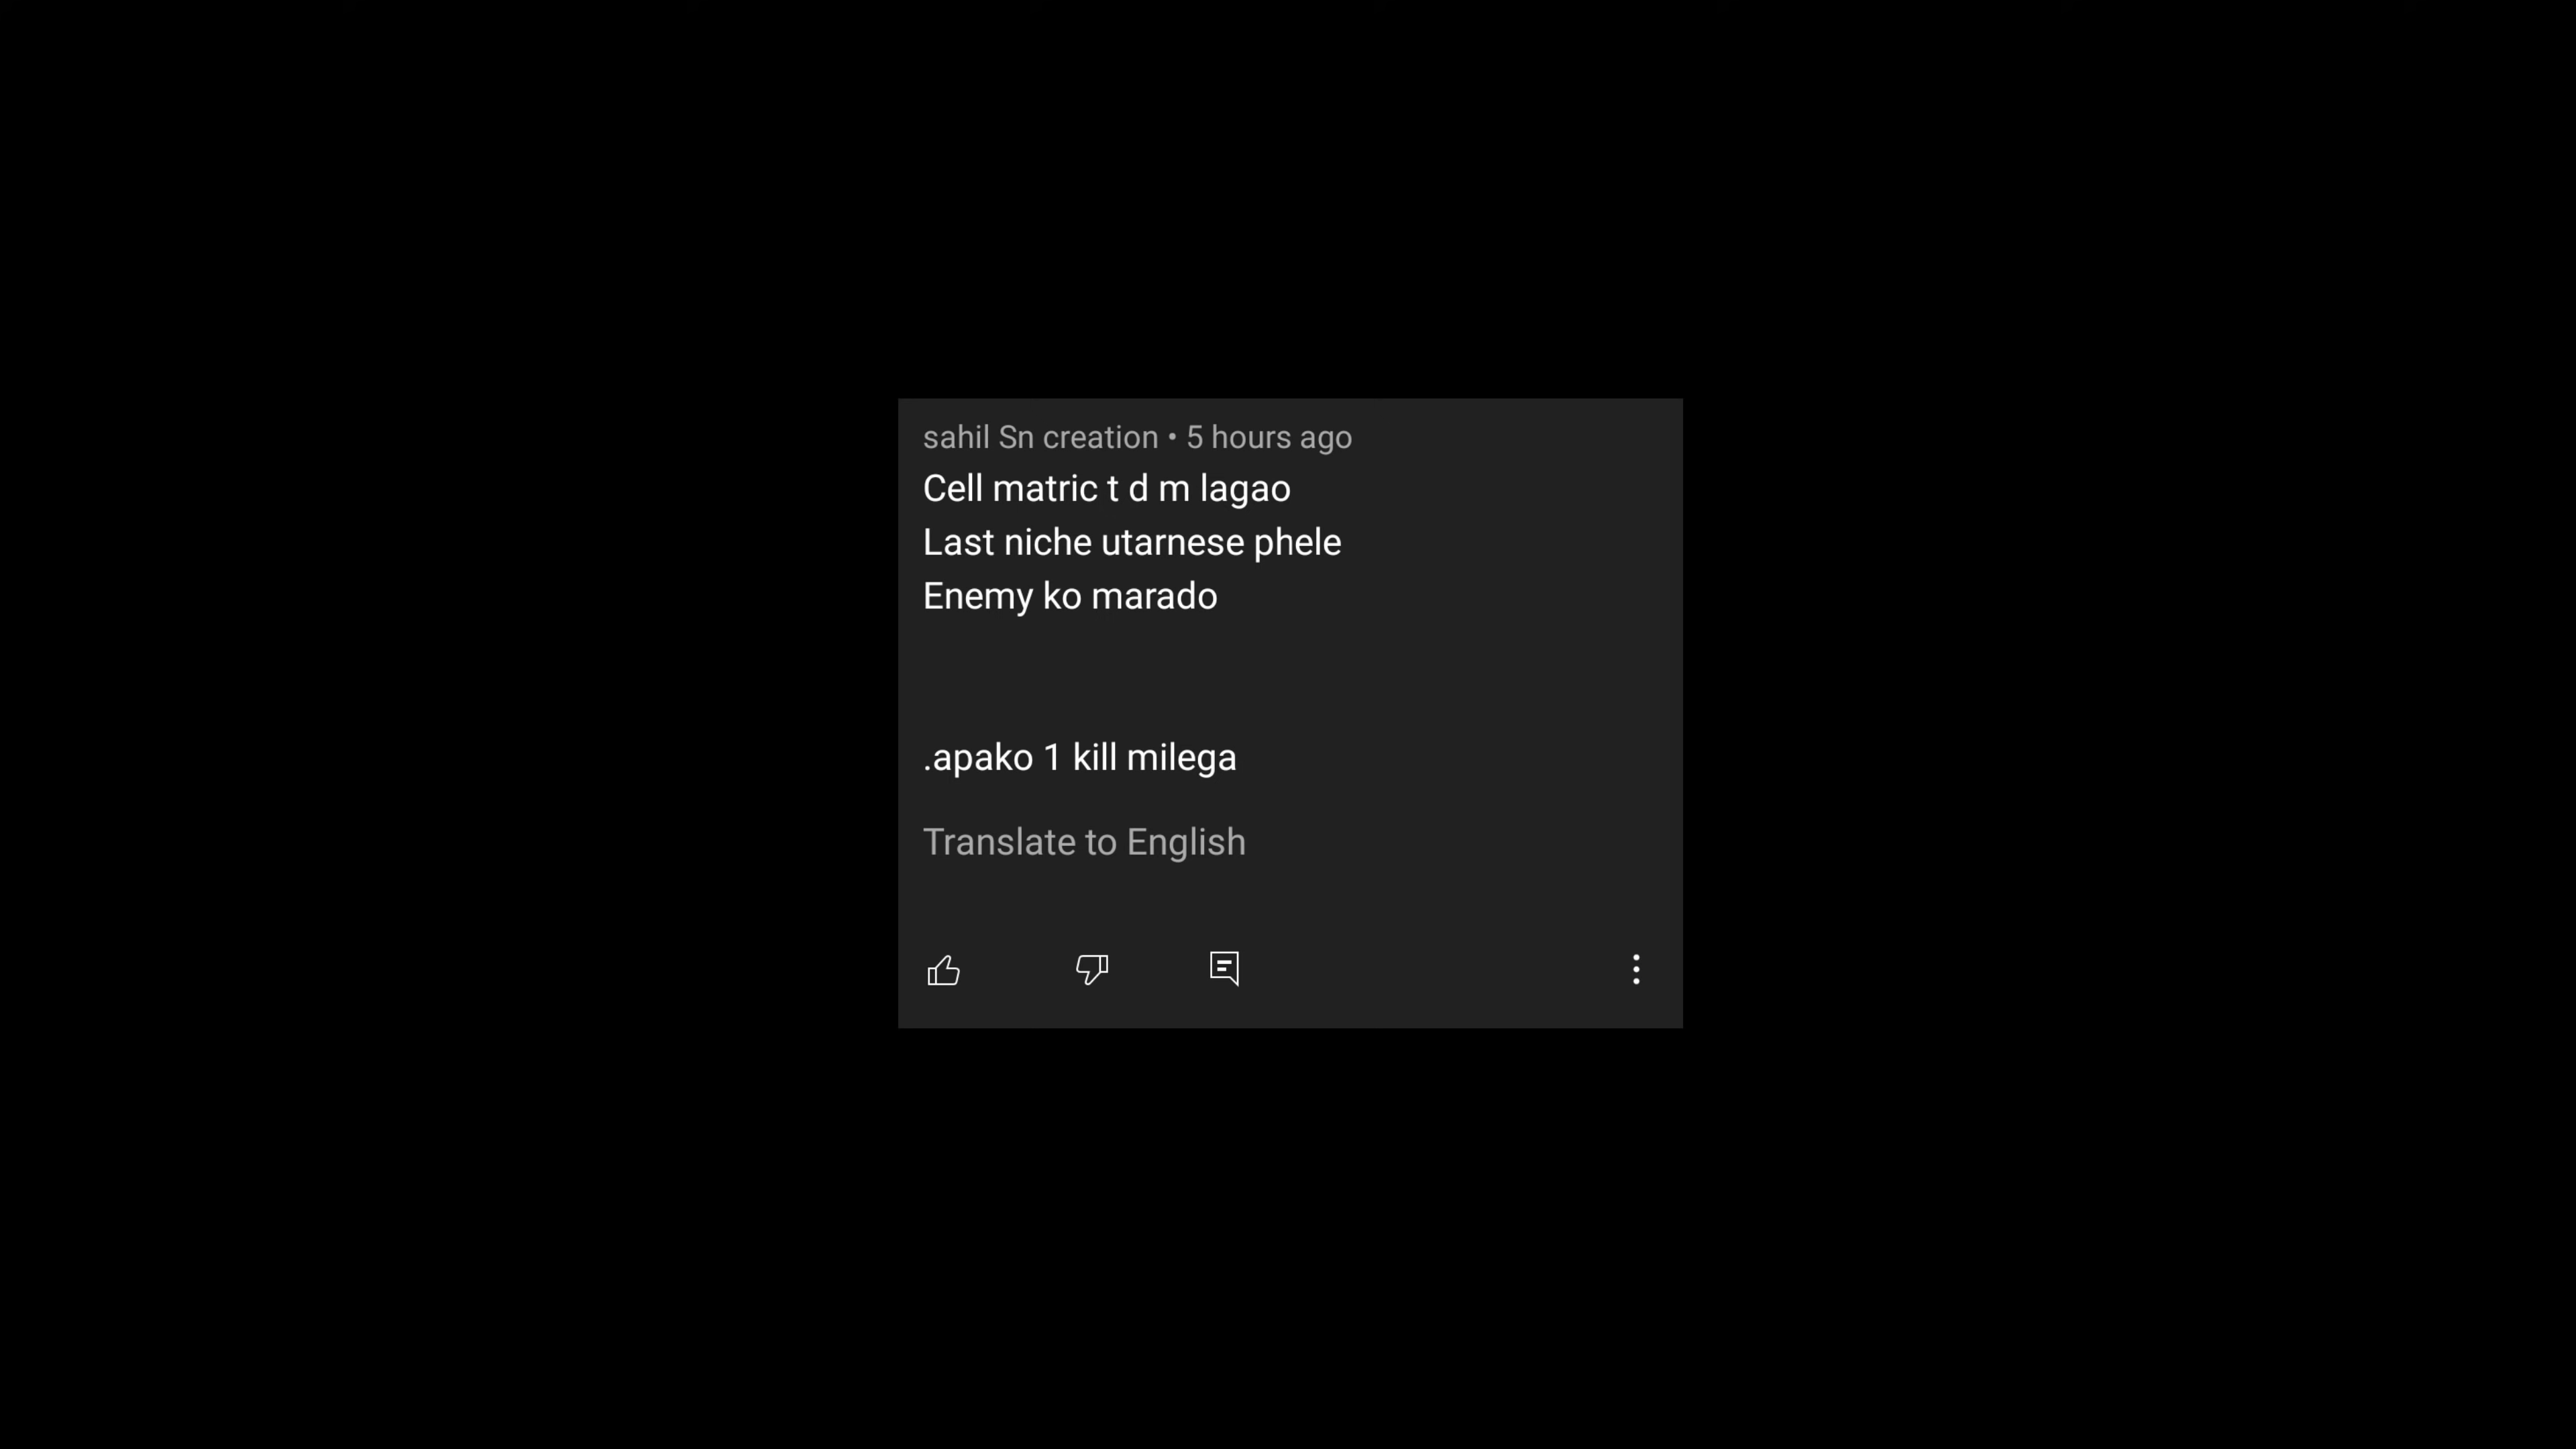 sahil Sn creation • 5 hours ago
Cell matric t d m lagao
Last niche utarnese phele
Enemy ko marado
.apako 1 kill milega
Translate to English